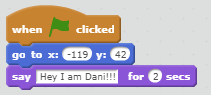 when clicked
go to x: -119 y: 42
say Hey I am Dani!!! for 2 secs